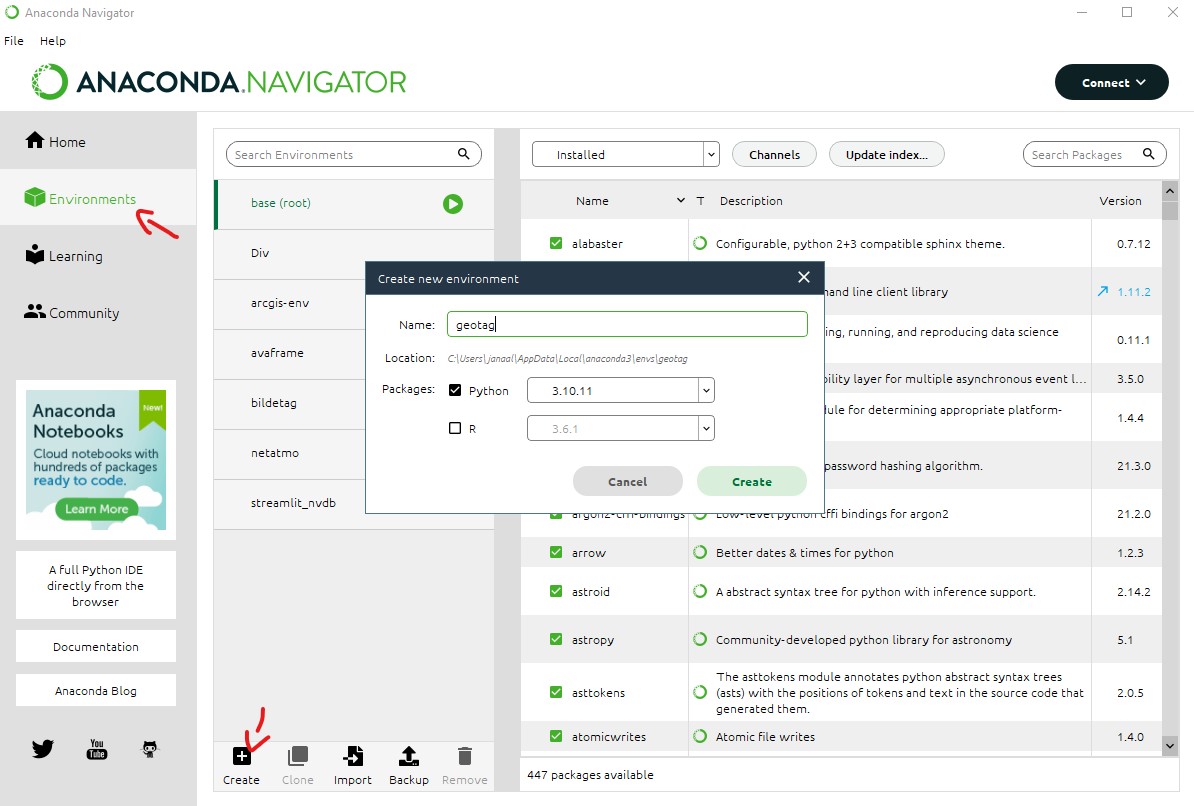 Anaconda Navigator
File Help
ANACONDA.NAVIGATOR
Connect
Home
Environments
Learning
Community
Anaconda
Notebooks
New!
Cloud notebooks with
hundreds of packages
ready to code.
Learn More
A full Python IDE
directly from the
browser
Documentation
Anaconda Blog
You
Tube
Search Environments
base (root)
Div
arcgis-env
avaframe
bildetag
netatmo
streamlit_nvdb
Create Clone Import Backup Remove
Create new environment
Name: geotag
Location: C:\Users\janaal\AppData\Local\anaconda3\envs\geotag
Packages: Python 3.10.11
R 3.6.1
Cancel Create
Installed Channels Update index... Search Packages
Name T Description Version
alabaster Configurable, python 2+3 compatible sphinx theme. 0.7.12
and line client library 1.11.2
ing, running, and reproducing data science 0.11.1
bility layer for multiple asynchronous event l... 3.5.0
dule for determining appropriate platform- 1.4.4
password hashing algorithm. 21.3.0
argon2-cffi-bindings Low-level python cffi bindings for argon2 21.2.0
arrow Better dates & times for python 1.2.3
astroid A abstract syntax tree for python with inference support. 2.14.2
astropy Community-developed python library for astronomy 5.1
asttokens The asttokens module annotates python abstract syntax trees
(asts) with the positions of tokens and text in the source code that
generated them. 2.0.5
atomicwrites Atomic file writes 1.4.0
447 packages available